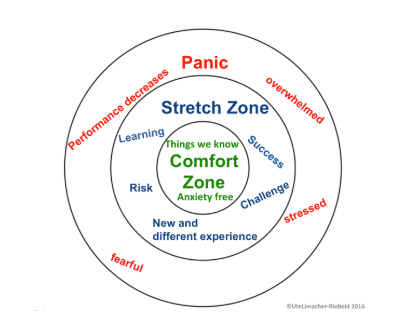 Panic
Performance decreases
overwhelmed
Stretch Zone
Learning
Things we know
Success
Comfort
Zone
Risk
Anxiety free
Challenge
stressed
New and
different experience
fearful
©UteLimacher-Riebold 2016